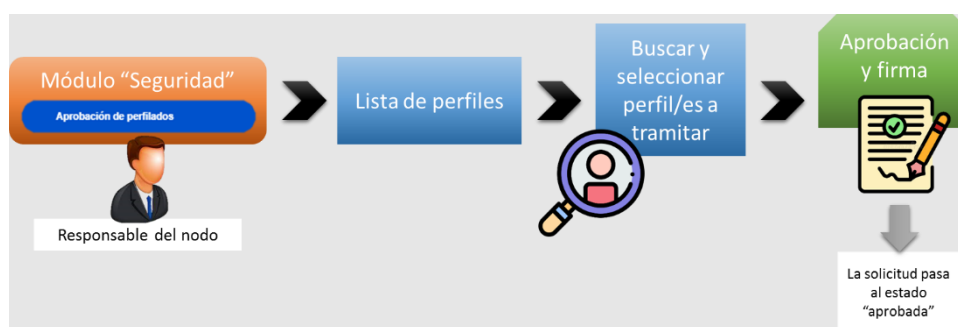 Módulo “Seguridad”
Aprobación de perfilados
Responsable del nodo
Lista de perfiles
Buscar y
seleccionar
perfil/es a
tramitar
Aprobación
y firma
La solicitud pasa
al estado
“aprobada”